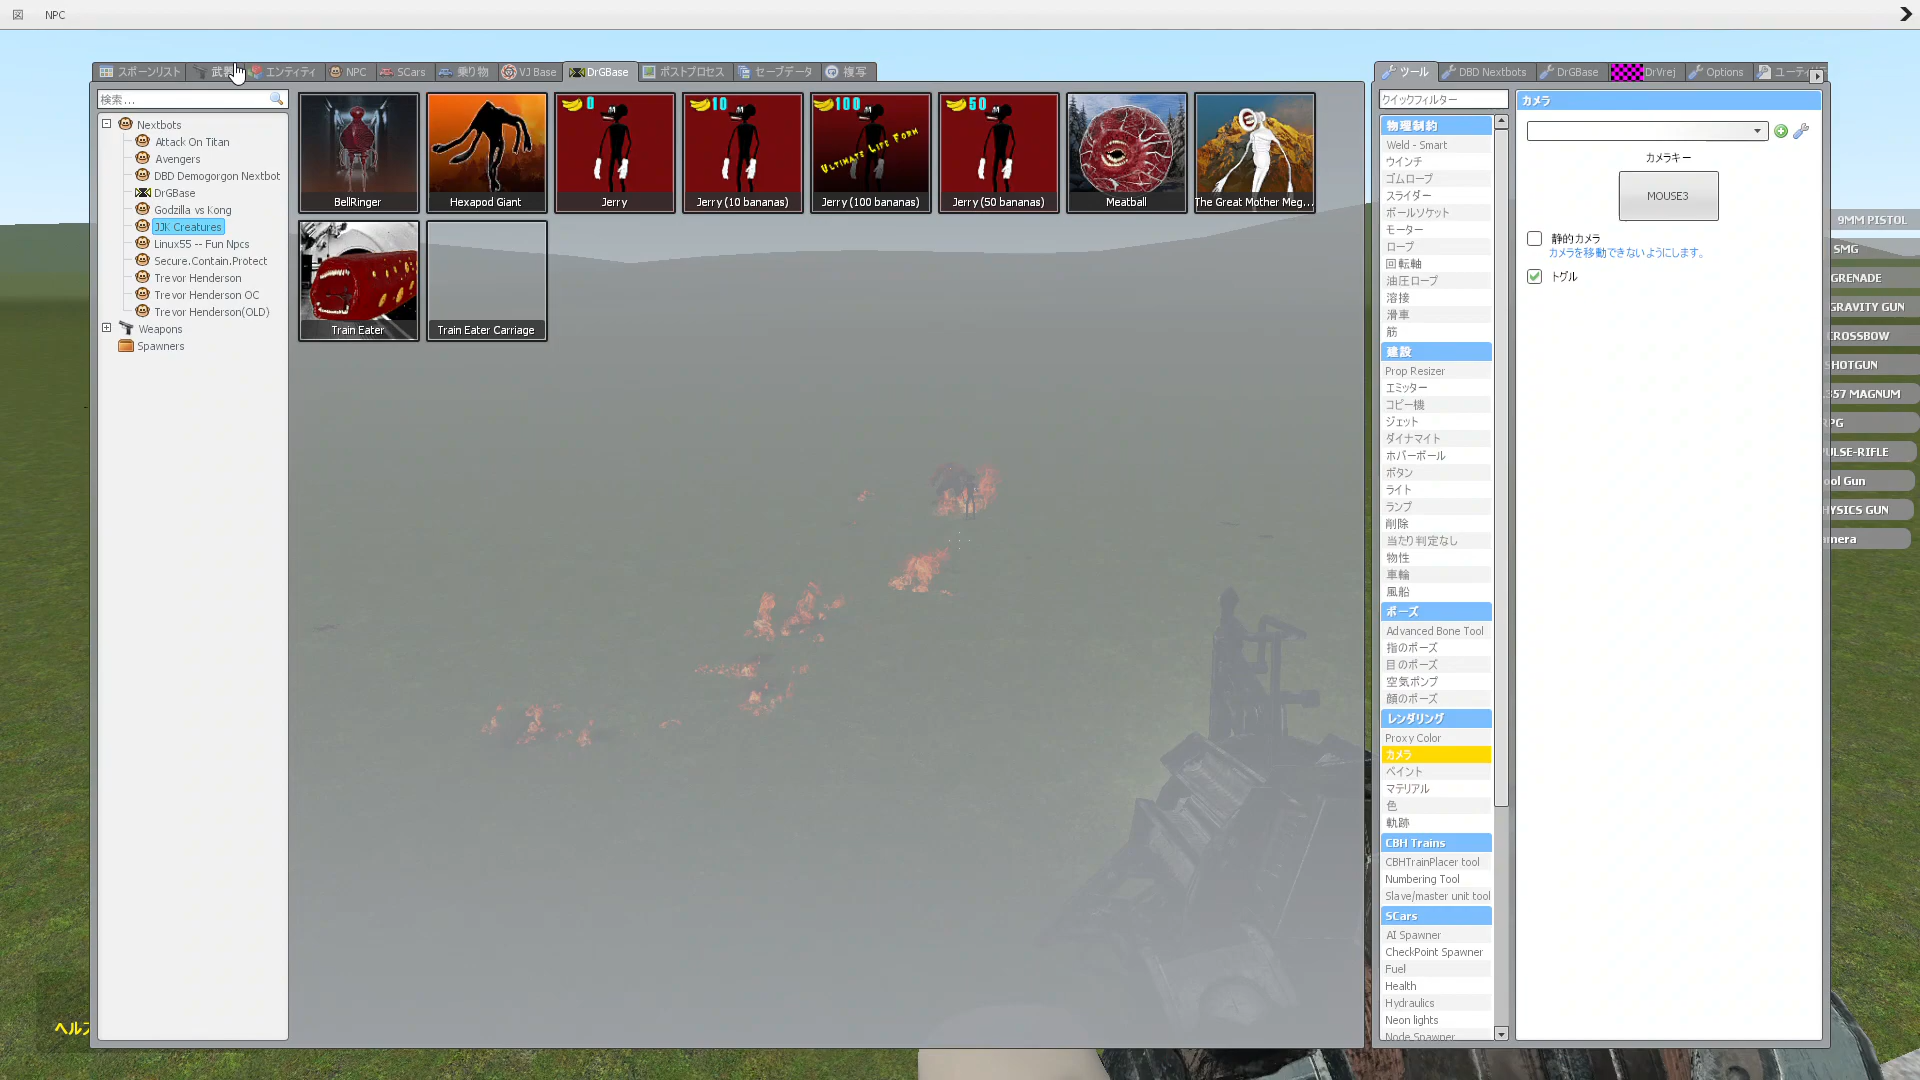 NPC
スポーンリスト
エンティティ
NPC
SCars
乗り物
VJ Base
DrGBase
ポストプロセス
セーブデータ
複写
検索...
Nextbots
Attack On Titan
Avengers
DBD Demogorgon Nextbot
DrGBase
Godzilla vs Kong
JJK Creatures
Linux55 -- Fun Npcs
Secure.Contain.Protect
Trevor Henderson
Trevor Henderson OC
Trevor Henderson(OLD)
Weapons
Spawners
BellRinger
Hexapod Giant
0
Jerry
10
Jerry (10 bananas)
100
ULTIMATE LIFE FORM
Jerry (100 bananas)
50
Jerry (50 bananas)
Meatball
The Great Mother Meg...
Train Eater
Train Eater Carriage
ツール
DBD Nextbots
DrGBase
DrVrej
Options
クイックフィルター
物理制約
Weld - Smart
ウインチ
ゴムロープ
スライダー
ボールソケット
モーター
ロープ
回転軸
油圧ロープ
溶接
滑車
筋
建設
Prop Resizer
エミッター
コピー機
ジェット
ダイナマイト
ホバーボール
ボタン
ライト
ランプ
削除
当たり判定なし
物性
車輪
風船
ポーズ
Advanced Bone Tool
指のポーズ
目のポーズ
空気ポンプ
顔のポーズ
レンダリング
Proxy Color
カメラ
ペイント
マテリアル
色
軌跡
CBH Trains
CBHTrainPlacer tool
Numbering Tool
Slave/master unit tool
SCars
AI Spawner
CheckPoint Spawner
Fuel
Health
Hydraulics
Neon lights
Node Spawner
カメラ
カメラキー
MOUSE3
静的カメラ
カメラを移動できないようにします。
トグル
9MM PISTOL
SMG
GRENADE
GRAVITY GUN
CROSSBOW
SHOTGUN
.357 MAGNUM
RPG
PULSE-RIFLE
Tool Gun
PHYSICS GUN
Camera